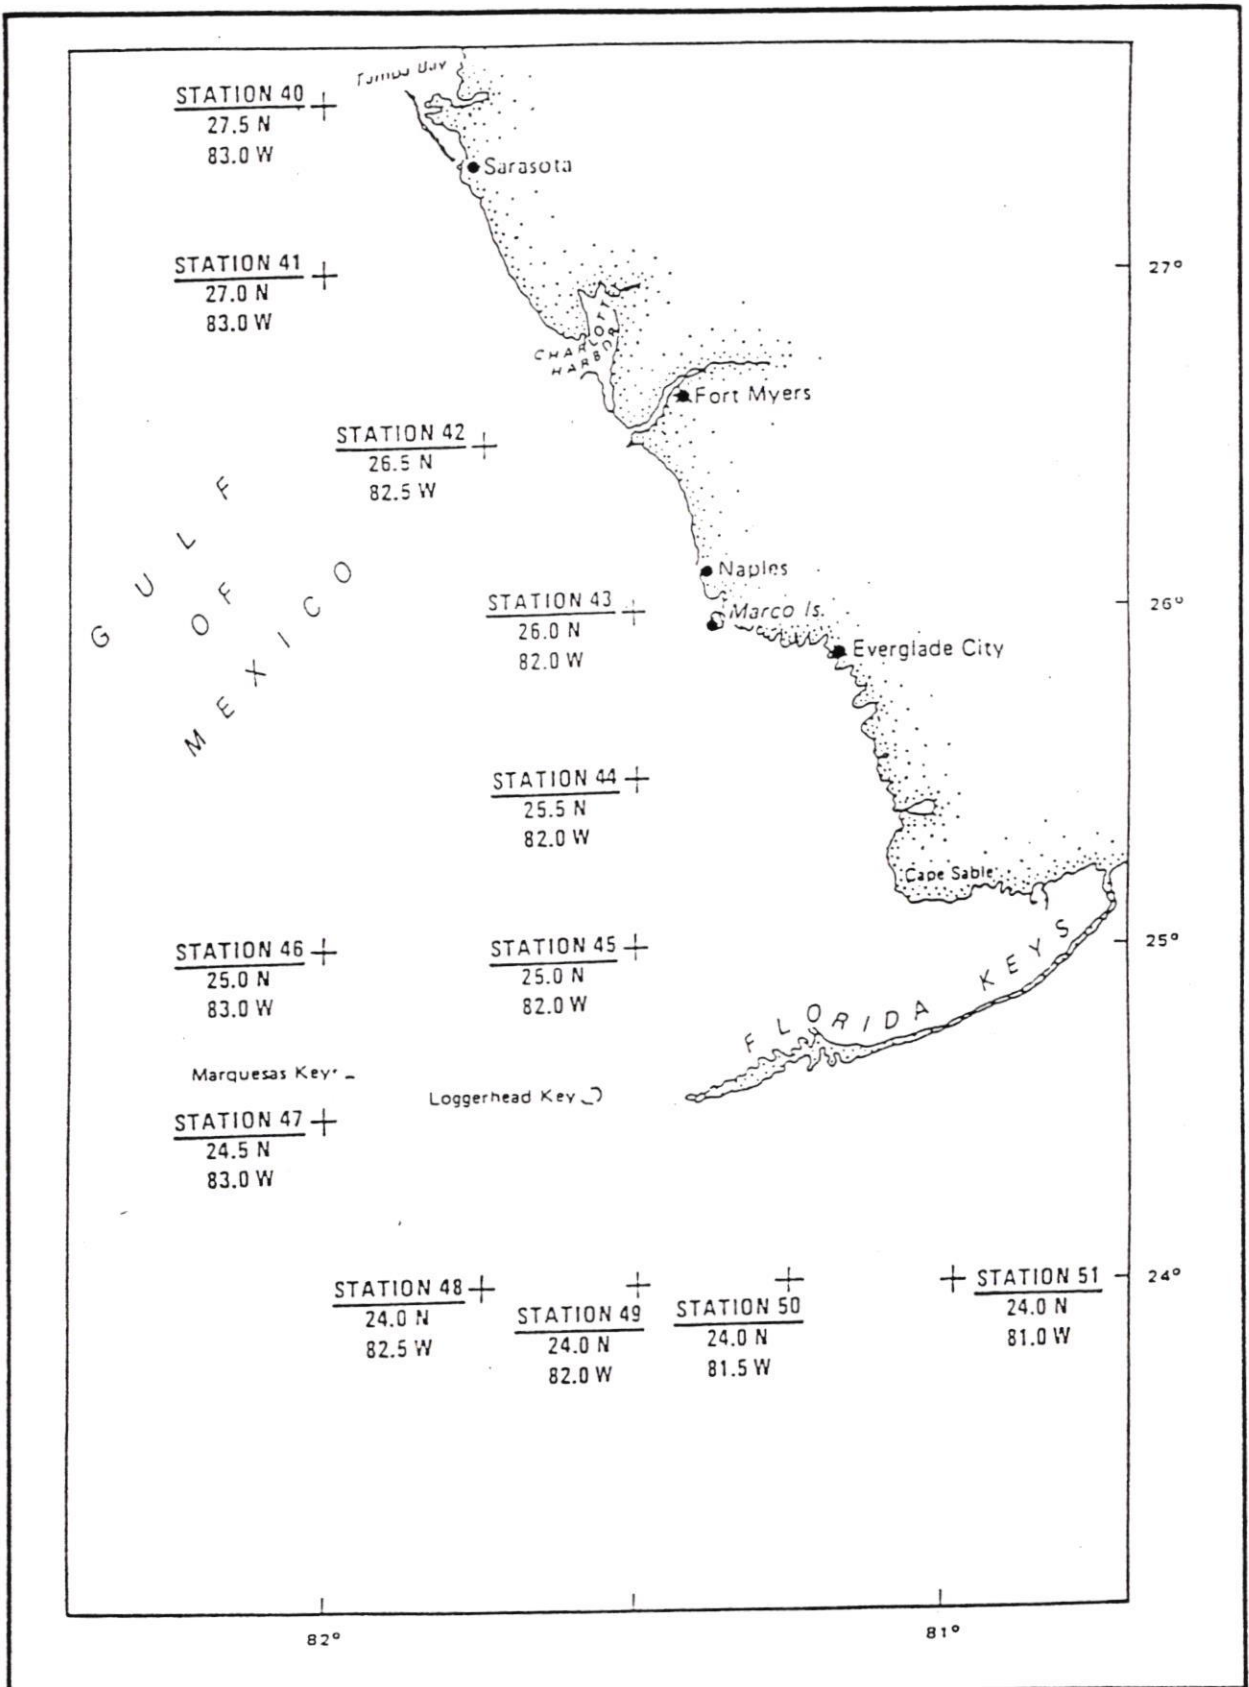 Tampa Bay
STATION 40
27.5 N
83.0 W
Sarasota
STATION 41
27.0 N
83.0 W
27°
CHARLOTTE
HARBOR
Fort Myers
STATION 42
26.5 N
82.5 W
GULF
OF
MEXICO
Naples
STATION 43
26.0 N
82.0 W
Marco Is.
26°
Everglade City
STATION 44
25.5 N
82.0 W
Cape Sable
STATION 46
25.0 N
83.0 W
STATION 45
25.0 N
82.0 W
25°
FLORIDA KEYS
Marquesas Key
Loggerhead Key
STATION 47
24.5 N
83.0 W
STATION 48
24.0 N
82.5 W
STATION 49
24.0 N
82.0 W
STATION 50
24.0 N
81.5 W
STATION 51
24.0 N
81.0 W
24°
82°
81°